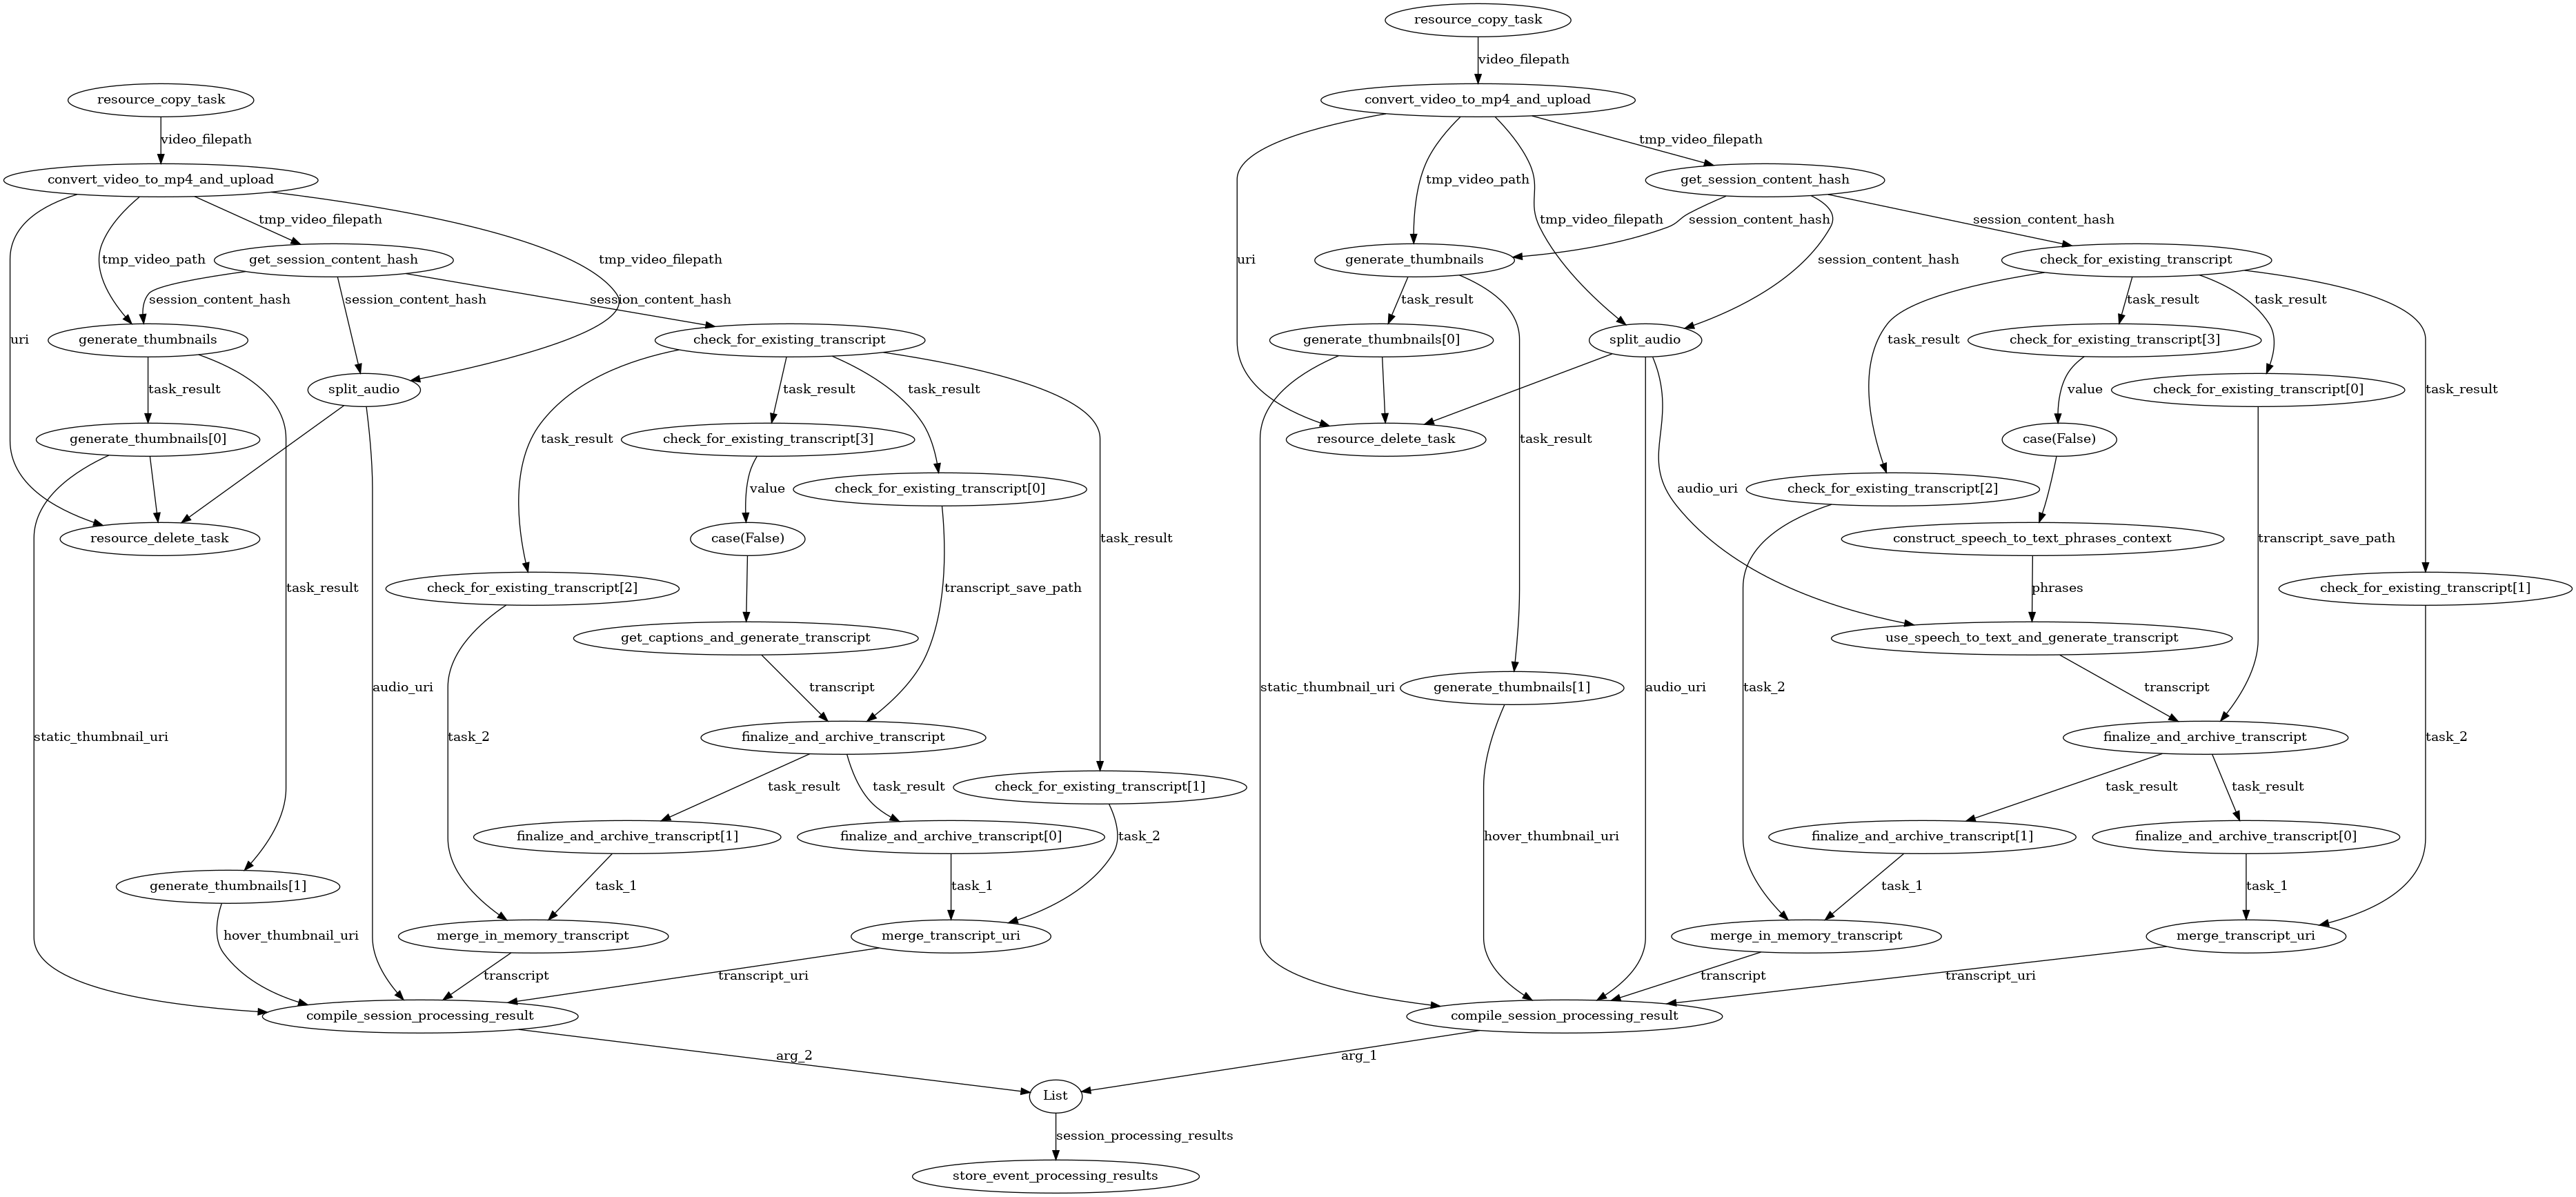 resource_copy_task
video_filepath
resource_copy_task
convert_video_to_mp4_and_upload
video_filepath
tmp_video_filepath
convert_video_to_mp4_and_upload
tmp_video_path
get_session_content_hash
tmp_video_filepath
tmp_video_filepath
session_content_hash
session_content_hash
uri
tmp_video_path
get_session_content_hash
tmp_video_filepath
uri
generate_thumbnails
session_content_hash
check_for_existing_transcript
session_content_hash
session_content_hash
session_content_hash
task_result
task_result
task_result
uri
generate_thumbnails
check_for_existing_transcript
generate_thumbnails[0]
split_audio
task_result
check_for_existing_transcript[3]
task_result
split_audio
task_result
task_result
value
check_for_existing_transcript[0]
task_result
generate_thumbnails[0]
task_result
check_for_existing_transcript[3]
resource_delete_task
task_result
case(False)
value
check_for_existing_transcript[0]
audio_uri
check_for_existing_transcript[2]
resource_delete_task
case(False)
task_result
construct_speech_to_text_phrases_context
transcript_save_path
task_result
check_for_existing_transcript[2]
transcript_save_path
phrases
check_for_existing_transcript[1]
get_captions_and_generate_transcript
use_speech_to_text_and_generate_transcript
audio_uri
transcript
static_thumbnail_uri
generate_thumbnails[1]
audio_uri
task_2
transcript
static_thumbnail_uri
task_2
finalize_and_archive_transcript
finalize_and_archive_transcript
task_2
task_result
task_result
check_for_existing_transcript[1]
task_result
task_result
finalize_and_archive_transcript[1]
finalize_and_archive_transcript[0]
task_2
hover_thumbnail_uri
finalize_and_archive_transcript[1]
finalize_and_archive_transcript[0]
generate_thumbnails[1]
task_1
task_1
task_1
task_1
hover_thumbnail_uri
merge_in_memory_transcript
merge_transcript_uri
merge_in_memory_transcript
merge_transcript_uri
transcript
transcript_uri
transcript
transcript_uri
compile_session_processing_result
compile_session_processing_result
arg_2
arg_1
List
session_processing_results
store_event_processing_results